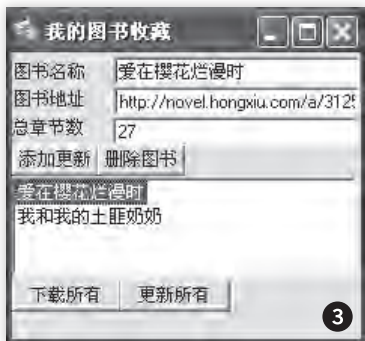 我的图书收藏
图书名称 爱在樱花烂漫时
图书地址 http://novel.hongxiu.com/a/3125
总章节数 27
添加更新 删除图书
爱在樱花烂漫时
我和我的土匪奶奶
下载所有 更新所有
3